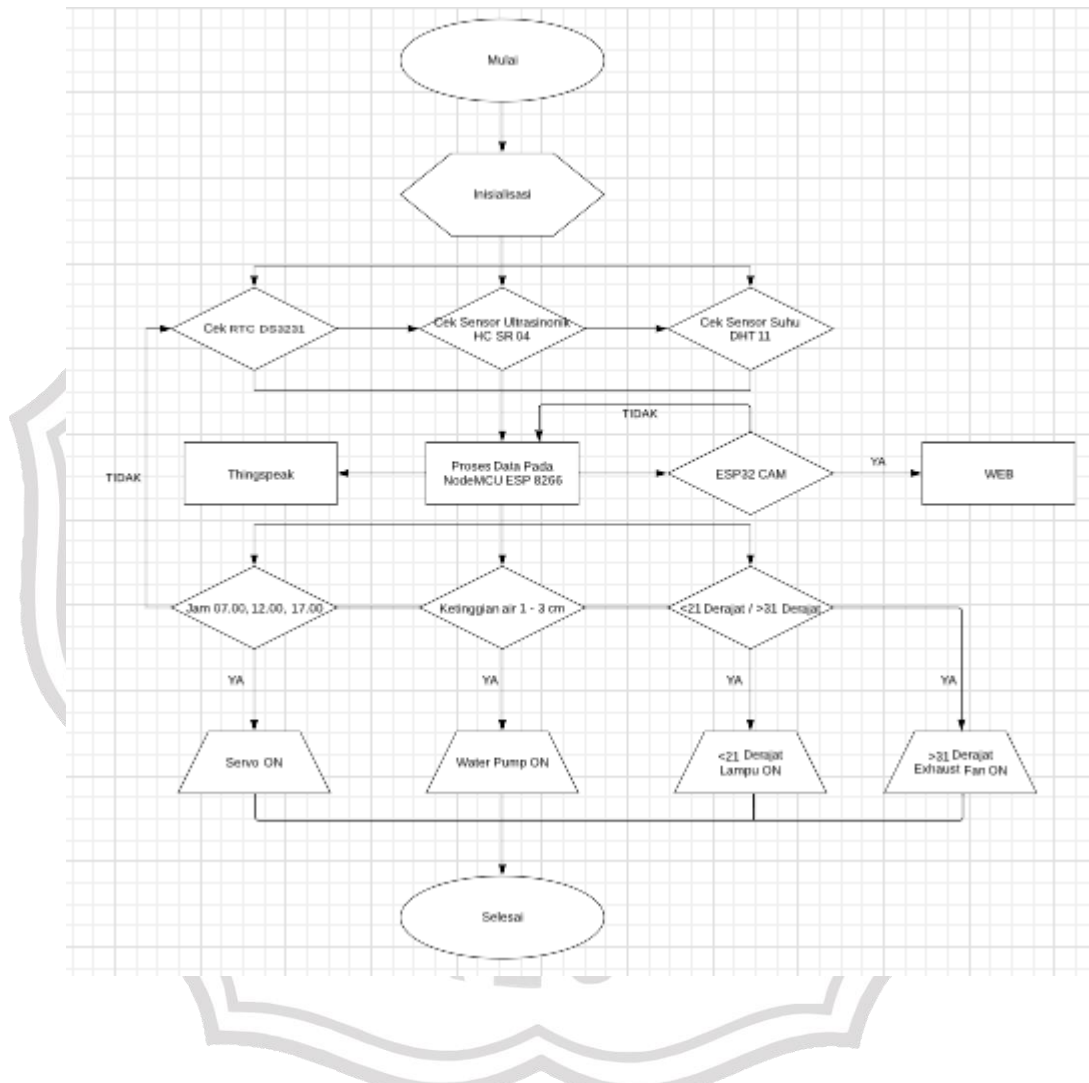 Mulai
Inisialisasi
Cek RTC DS3231
Cek Sensor Ultrasinonik
HC SR 04
Cek Sensor Suhu
DHT 11
TIDAK
Thingspeak
Proses Data Pada
NodeMCU ESP 8266
ESP32 CAM
YA
WEB
TIDAK
Jam 07.00, 12.00, 17.00
Ketinggian air 1 - 3 cm
<21 Derajat / >31 Derajat
YA
YA
YA
YA
Servo ON
Water Pump ON
<21 Derajat
Lampu ON
>31 Derajat
Exhaust Fan ON
Selesai